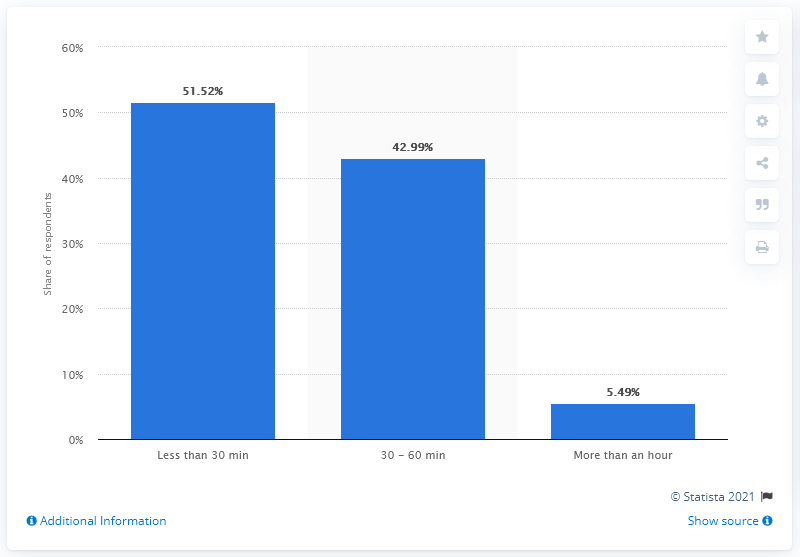 60%
51.52%
50%
42.99%
40%
Share of respondents
30%
20%
10%
5.49%
0%
Less than 30 min
30 – 60 min
More than an hour
© Statista 2021
Additional Information
Show source